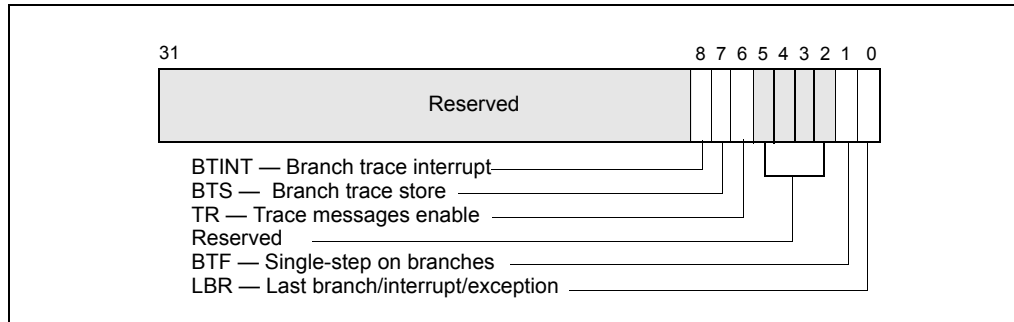 31 8 7 6 5 4 3 2 1 0
Reserved
BTINT — Branch trace interrupt
BTS — Branch trace store
TR — Trace messages enable
Reserved
BTF — Single-step on branches
LBR — Last branch/interrupt/exception